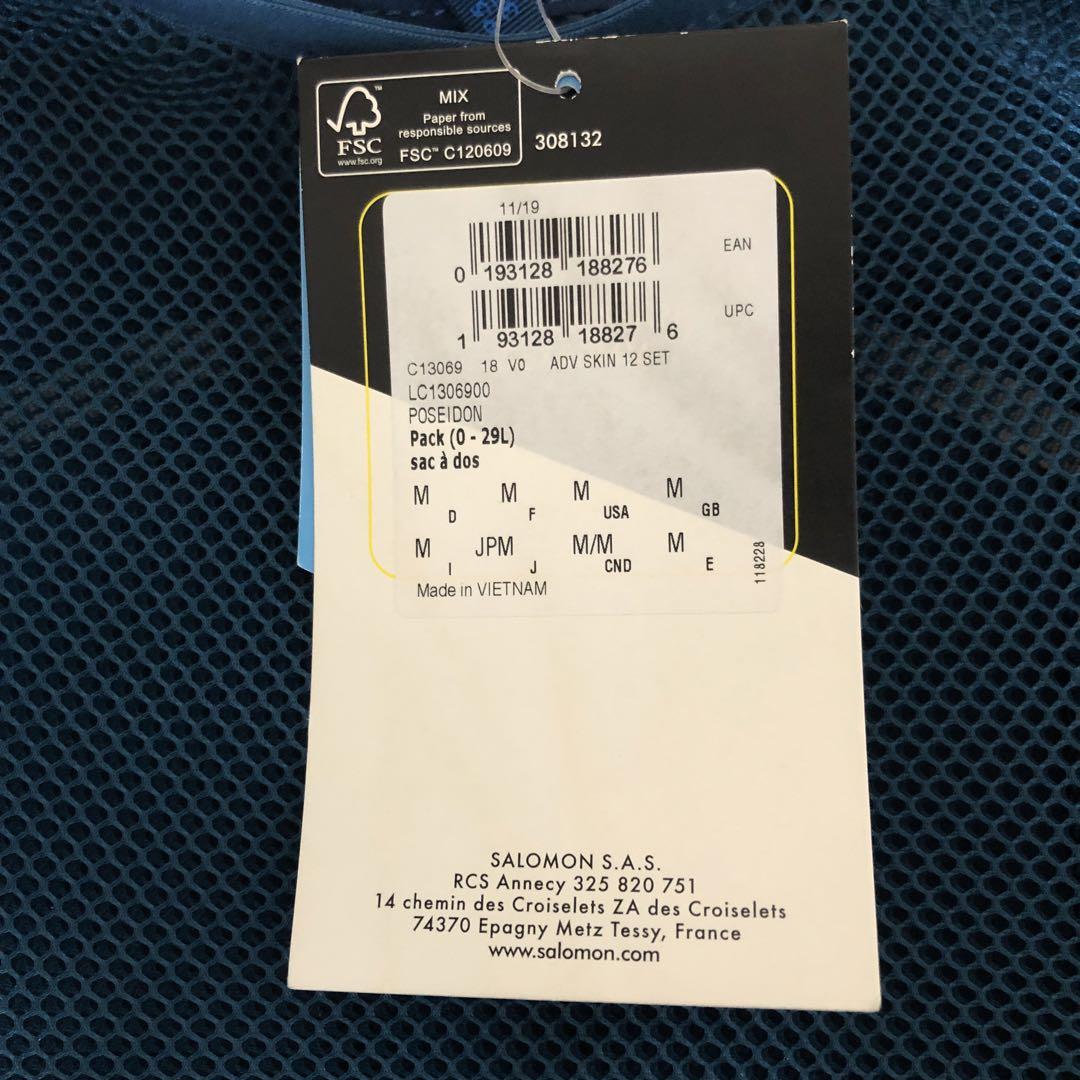 FSC™
www.fsc.org
MIX
Paper from
responsible sources
FSC™ C120609
308132
11/19
0 193128 188276
EAN
1 93128 18827 6
UPC
C13069 18 V0 ADV SKIN 12 SET
LC1306900
POSEIDON
Pack (0 - 29L)
sac à dos
M D M F M USA M GB
M I JPM J M/M CND M E
118228
Made in VIETNAM
SALOMON S.A.S.
RCS Annecy 325 820 751
14 chemin des Croiselets ZA des Croiselets
74370 Epagny Metz Tessy, France
www.salomon.com